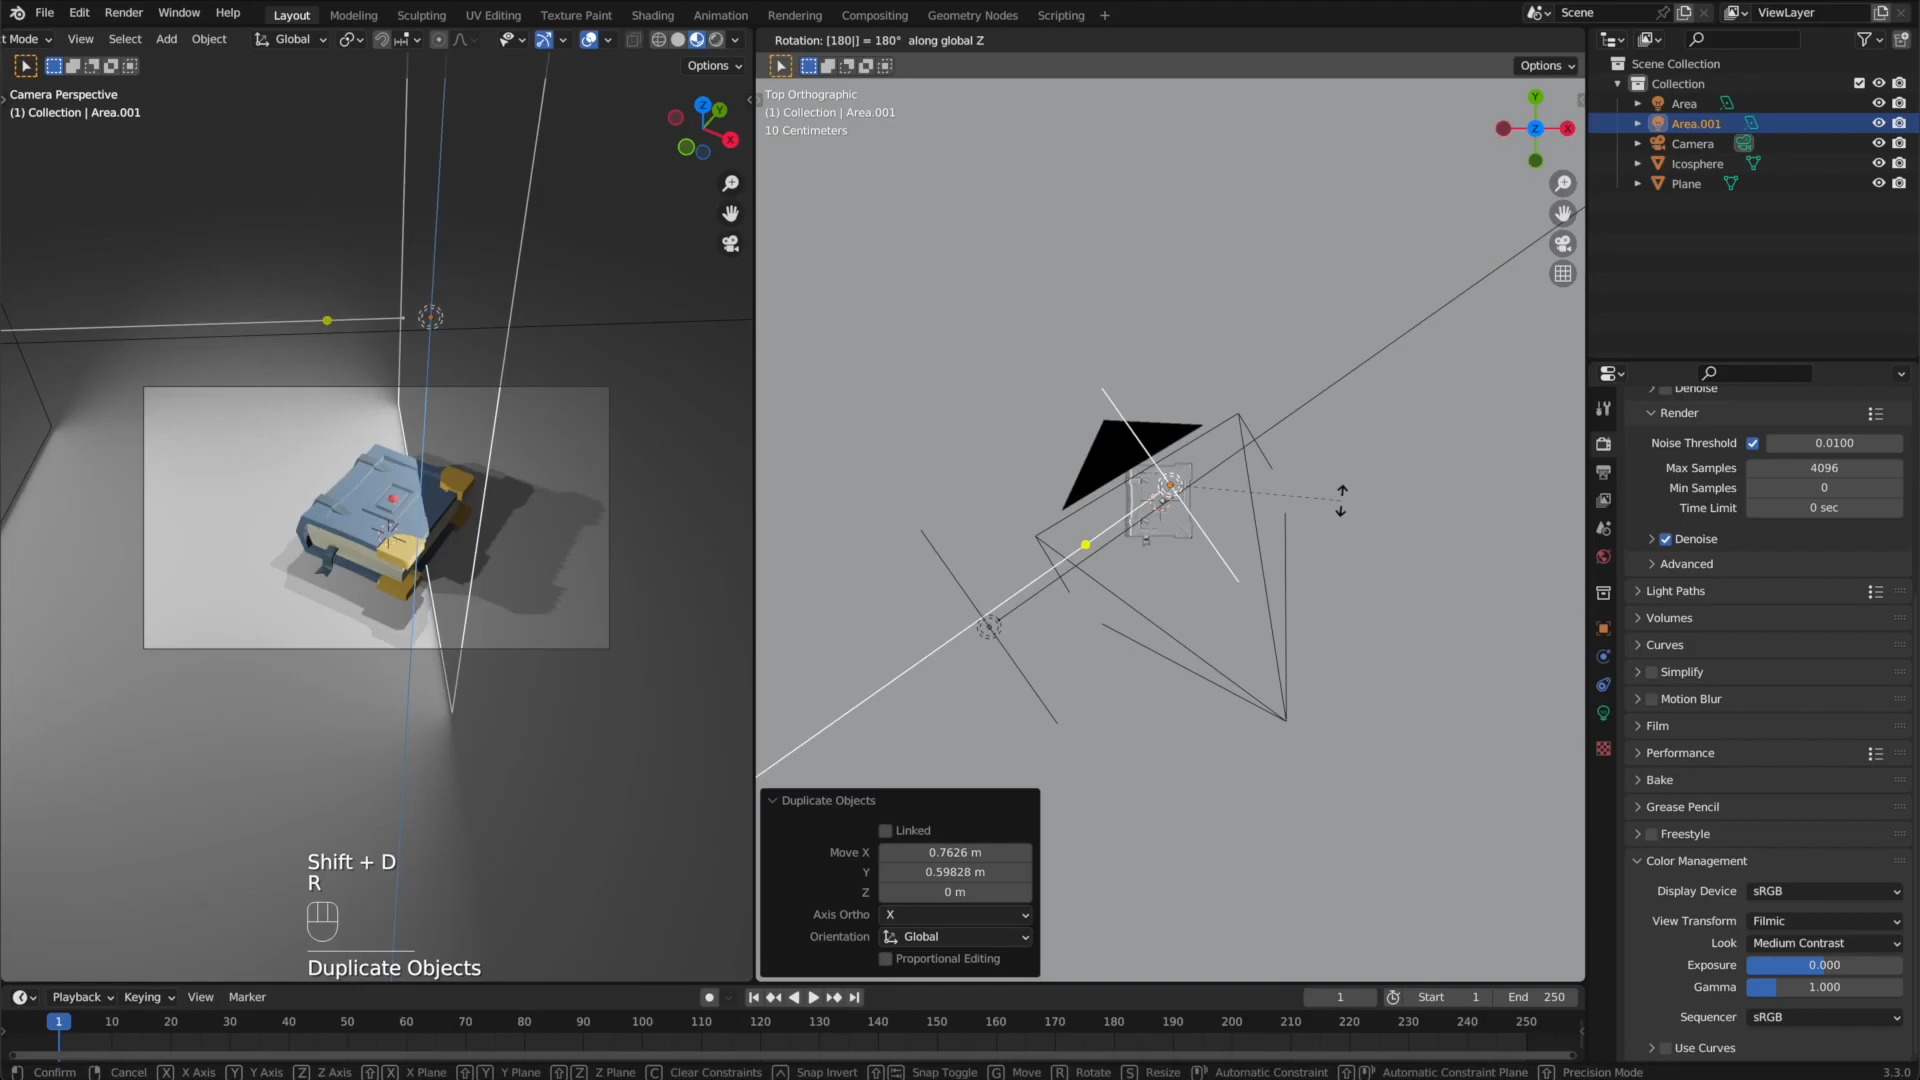 File Edit Render Window Help Layout Modeling Sculpting UV Editing Texture Paint Shading Animation Rendering Compositing Geometry Nodes Scripting + Scene ViewLayer
t Mode View Select Add Object Global
Rotation: [180|] = 180° along global Z
Options
Options
Camera Perspective
(1) Collection | Area.001
Top Orthographic
(1) Collection | Area.001
10 Centimeters
Z
Y
X
Y
X
Z
Shift + D
R
Duplicate Objects
Duplicate Objects
Linked
Move X 0.7626 m
Y 0.59828 m
Z 0 m
Axis Ortho X
Orientation Global
Proportional Editing
Scene Collection
Collection
Area
Area.001
Camera
Icosphere
Plane
Denoise
Render
Noise Threshold 0.0100
Max Samples 4096
Min Samples 0
Time Limit 0 sec
Denoise
Advanced
Light Paths
Volumes
Curves
Simplify
Motion Blur
Film
Performance
Bake
Grease Pencil
Freestyle
Color Management
Display Device sRGB
View Transform Filmic
Look Medium Contrast
Exposure 0.000
Gamma 1.000
Sequencer sRGB
Use Curves
Playback Keying View Marker 1 Start 1 End 250
1 10 20 30 40 50 60 70 80 90 100 110 120 130 140 150 160 170 180 190 200 210 220 230 240 250
Confirm Cancel X X Axis Y Y Axis Z Z Axis X X Plane Y Y Plane Z Z Plane C Clear Constraints Snap Invert Snap Toggle G Move R Rotate S Resize Automatic Constraint Automatic Constraint Plane Precision Mode 3.3.0